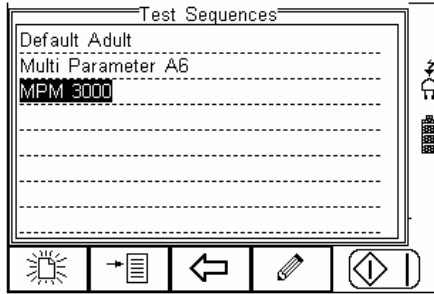 Test Sequences
Default Adult
Multi Parameter A6
MPM 3000